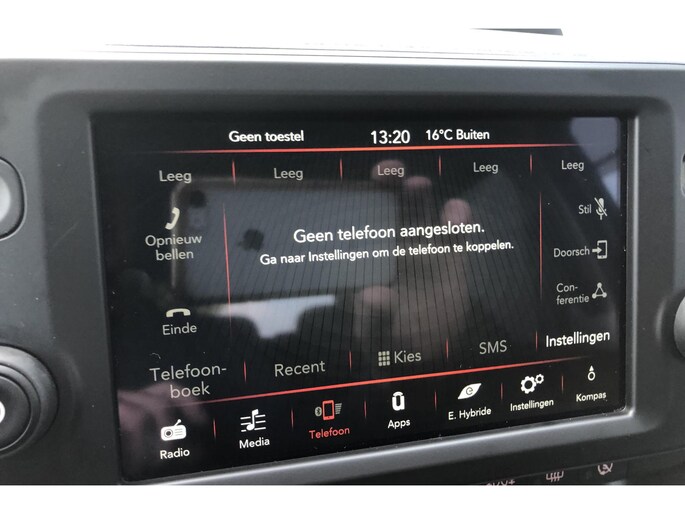 Geen toestel 13:20 16°C Buiten
Leeg Leeg Leeg Leeg Leeg
Opnieuw
bellen
Geen telefoon aangesloten.
Ga naar Instellingen om de telefoon te koppelen.
Stil
Doorsch
Con-
ferentie
Einde
Telefoon-
boek
Recent
Kies
SMS
Instellingen
Radio
Media
Telefoon
Apps
E. Hybride
Instellingen
Kompas